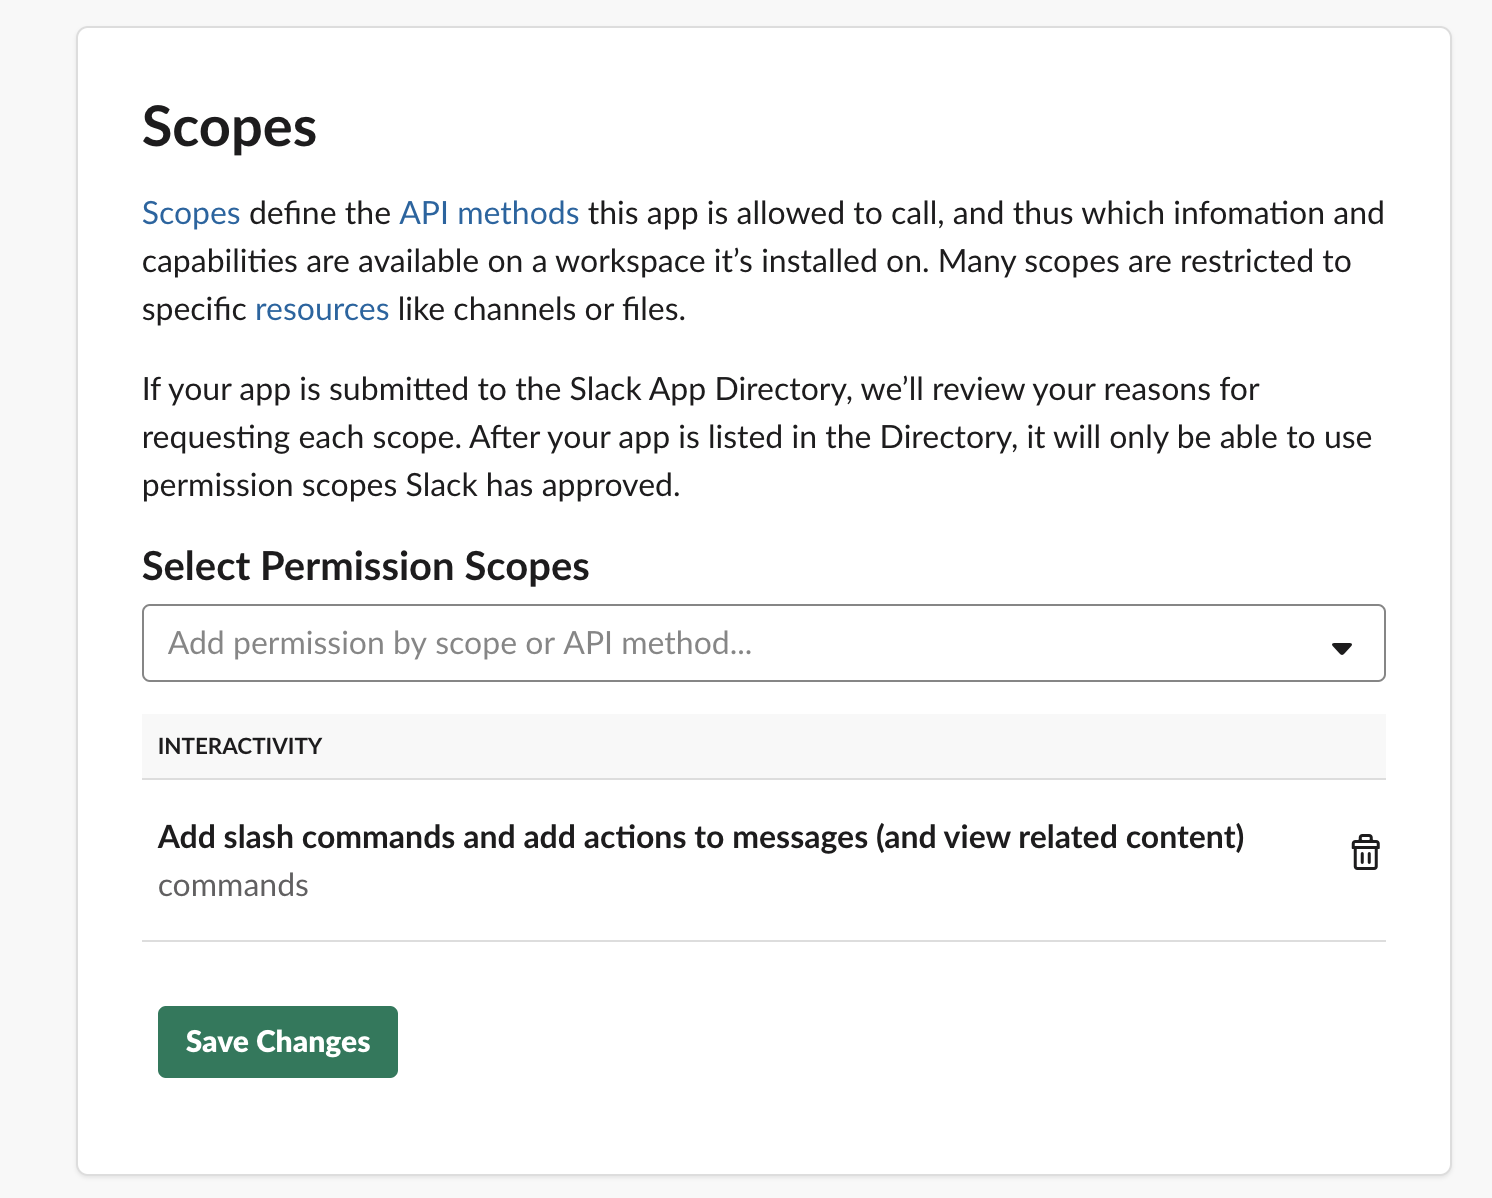 Scopes
Scopes define the API methods this app is allowed to call, and thus which infomation and
capabilities are available on a workspace it’s installed on. Many scopes are restricted to
specific resources like channels or files.
If your app is submitted to the Slack App Directory, we’ll review your reasons for
requesting each scope. After your app is listed in the Directory, it will only be able to use
permission scopes Slack has approved.
Select Permission Scopes
Add permission by scope or API method...
INTERACTIVITY
Add slash commands and add actions to messages (and view related content)
commands
Save Changes